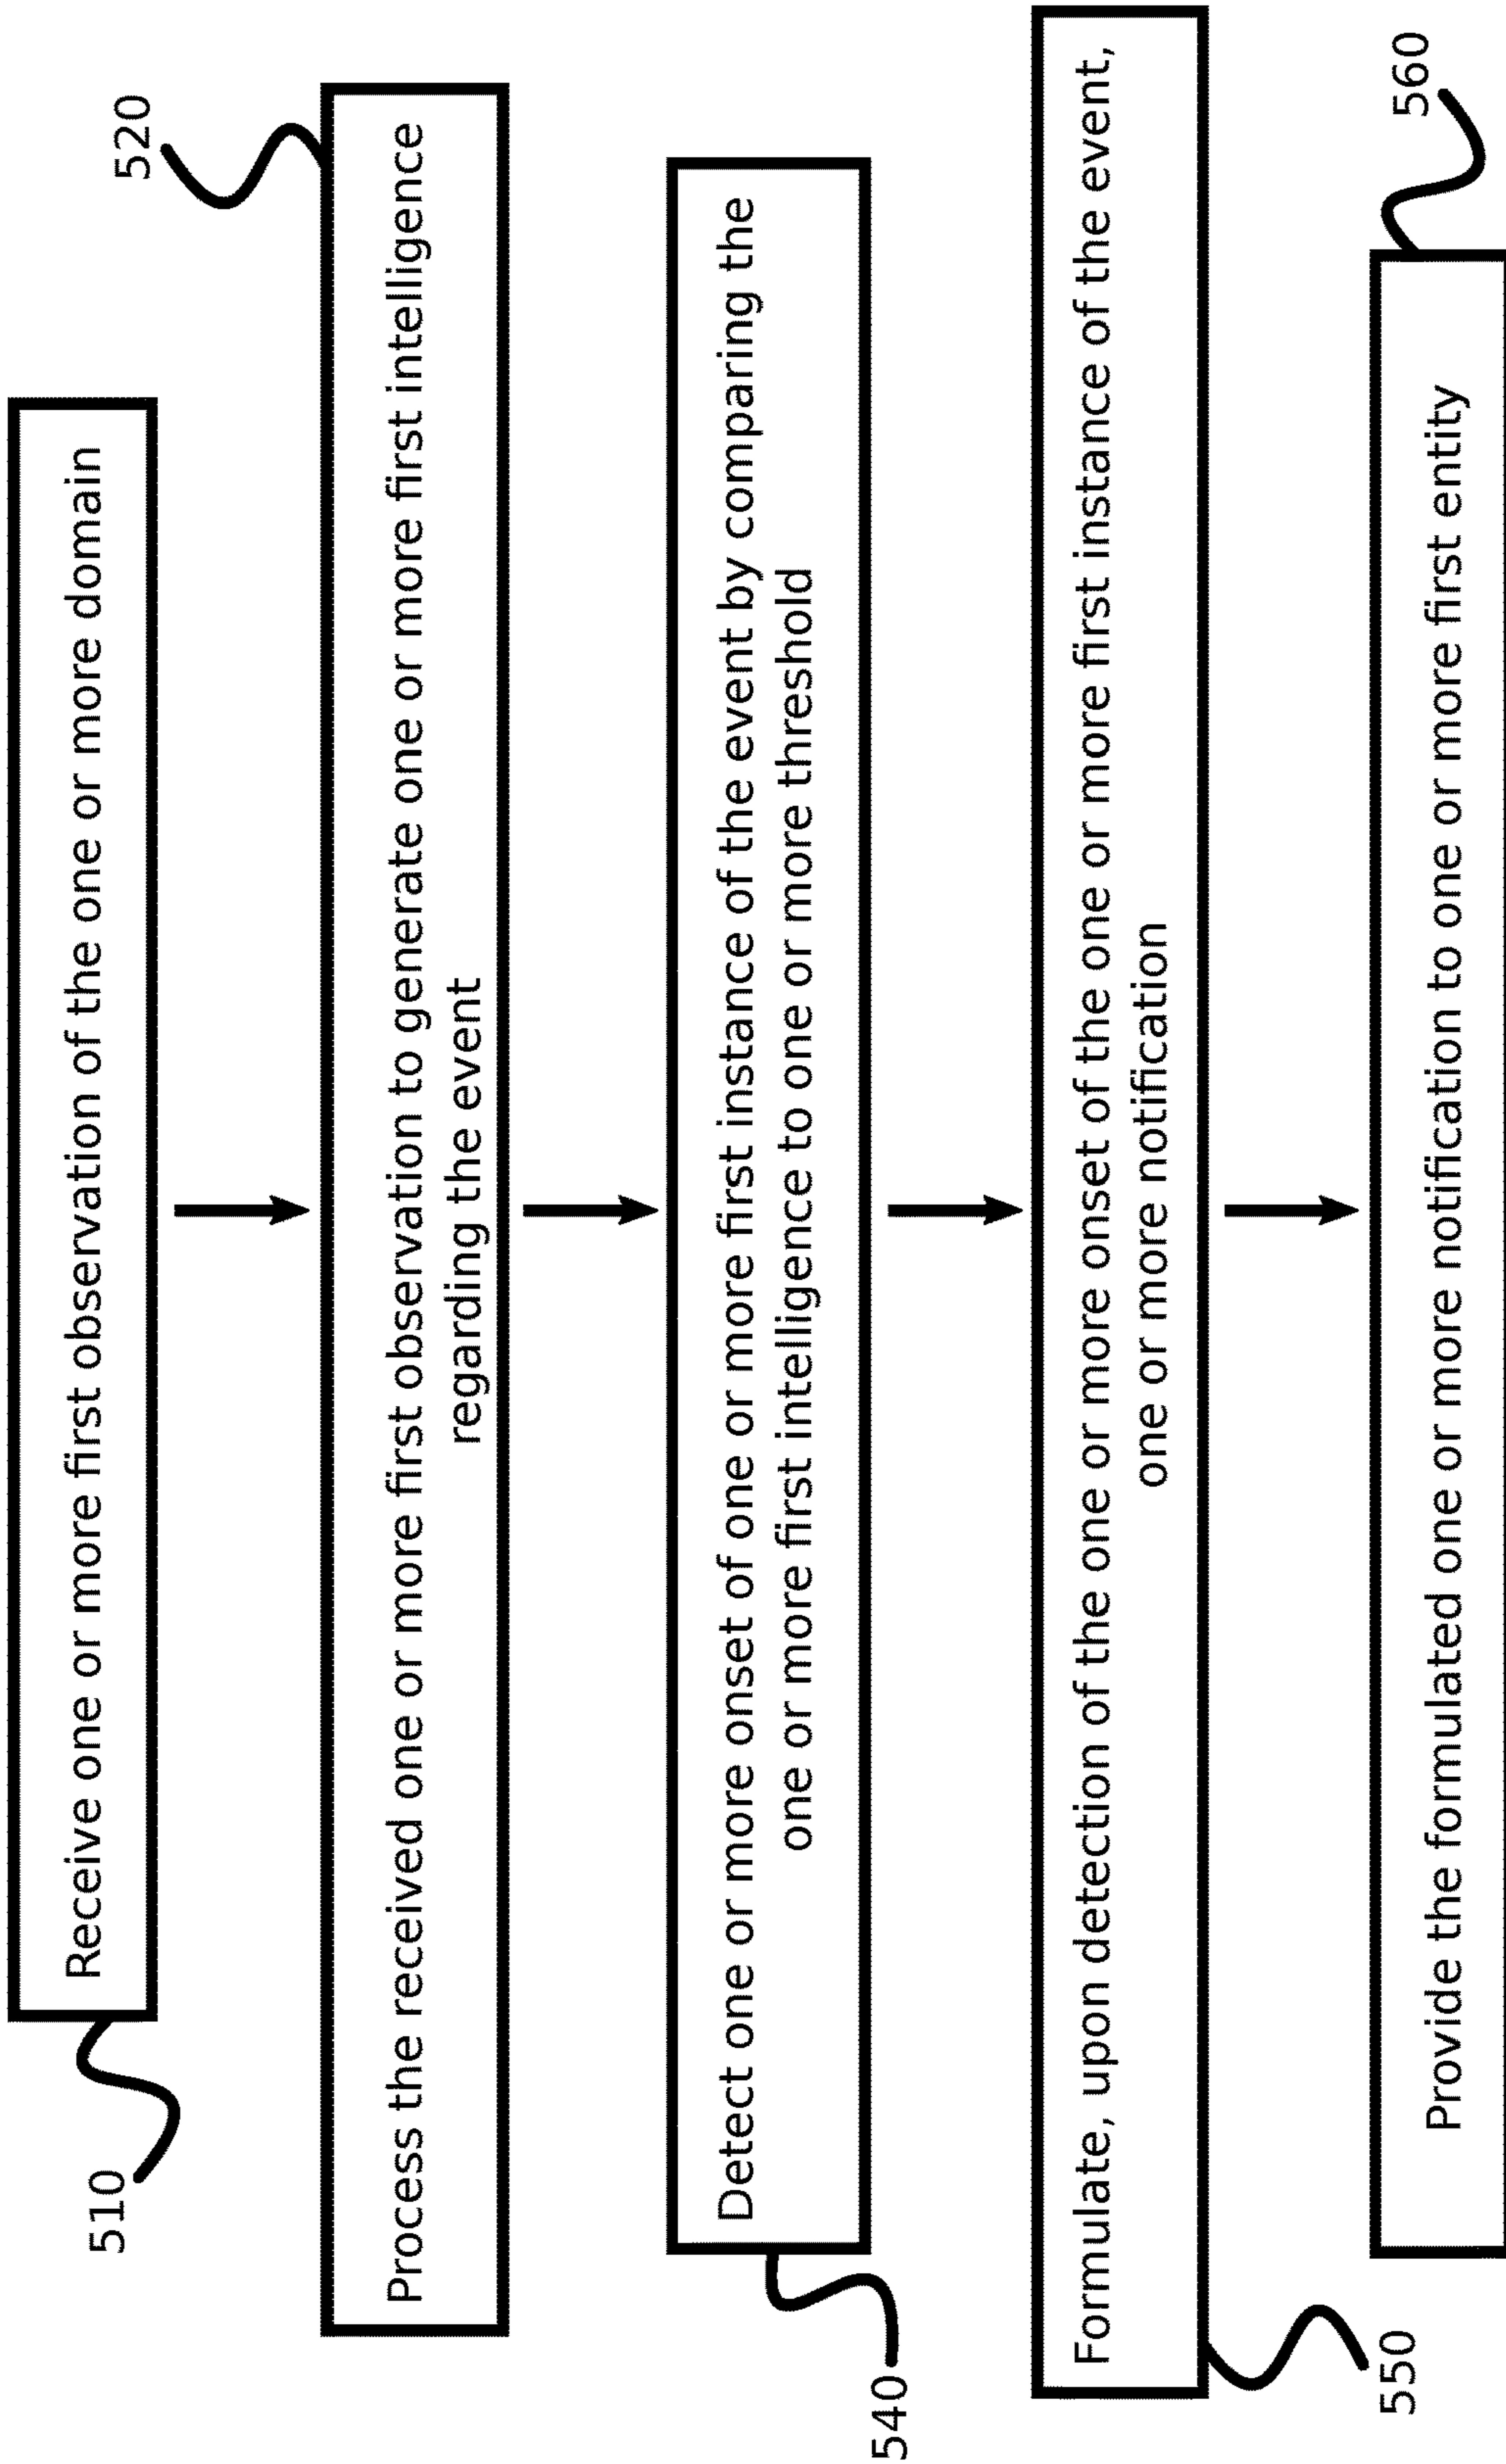 510
Receive one or more first observation of the one or more domain
520
Process the received one or more first observation to generate one or more first intelligence
regarding the event
540
Detect one or more onset of one or more first instance of the event by comparing the
one or more first intelligence to one or more threshold
550
Formulate, upon detection of the one or more onset of the one or more first instance of the event,
one or more notification
560
Provide the formulated one or more notification to one or more first entity